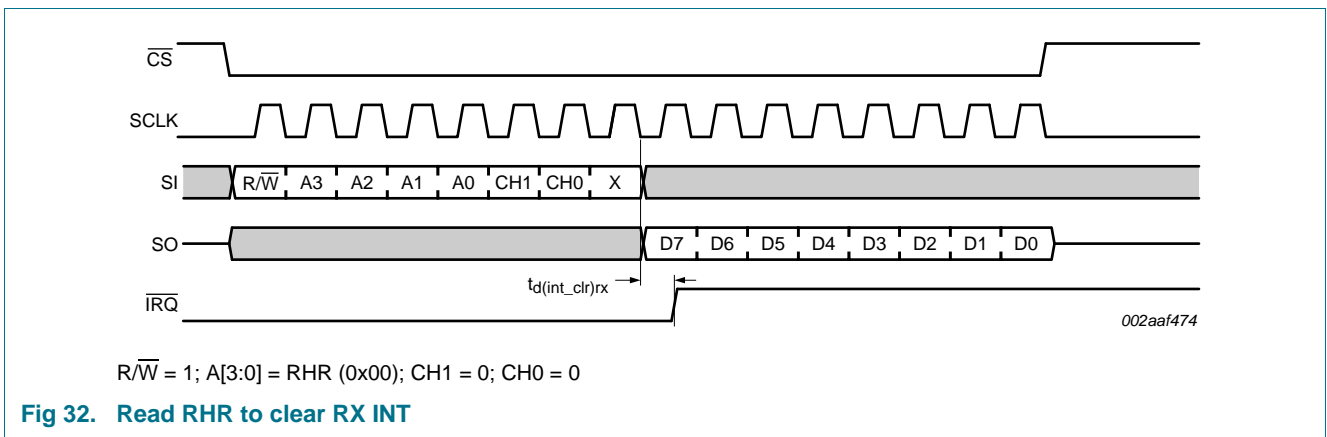 CS
SCLK
SI R/W A3 A2 A1 A0 CH1 CH0 X
SO D7 D6 D5 D4 D3 D2 D1 D0
td(int_clr)rx
IRQ
002aaf474
R/W = 1; A[3:0] = RHR (0x00); CH1 = 0; CH0 = 0
Fig 32. Read RHR to clear RX INT